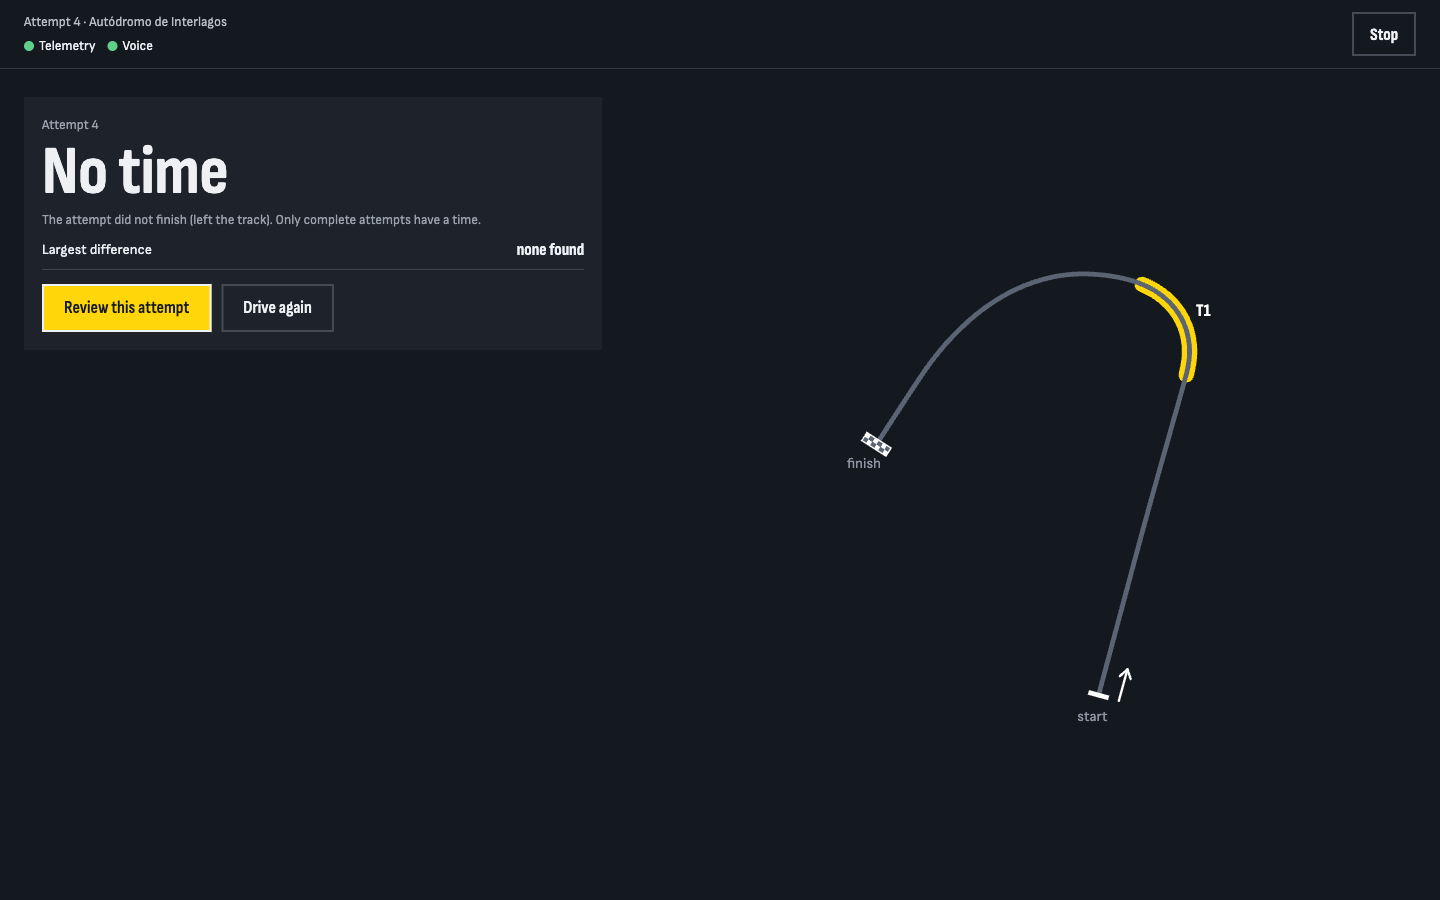 Attempt 4 · Autódromo de Interlagos
Telemetry Voice
Stop
Attempt 4
No time
The attempt did not finish (left the track). Only complete attempts have a time.
Largest difference none found
Review this attempt Drive again
T1
finish
start